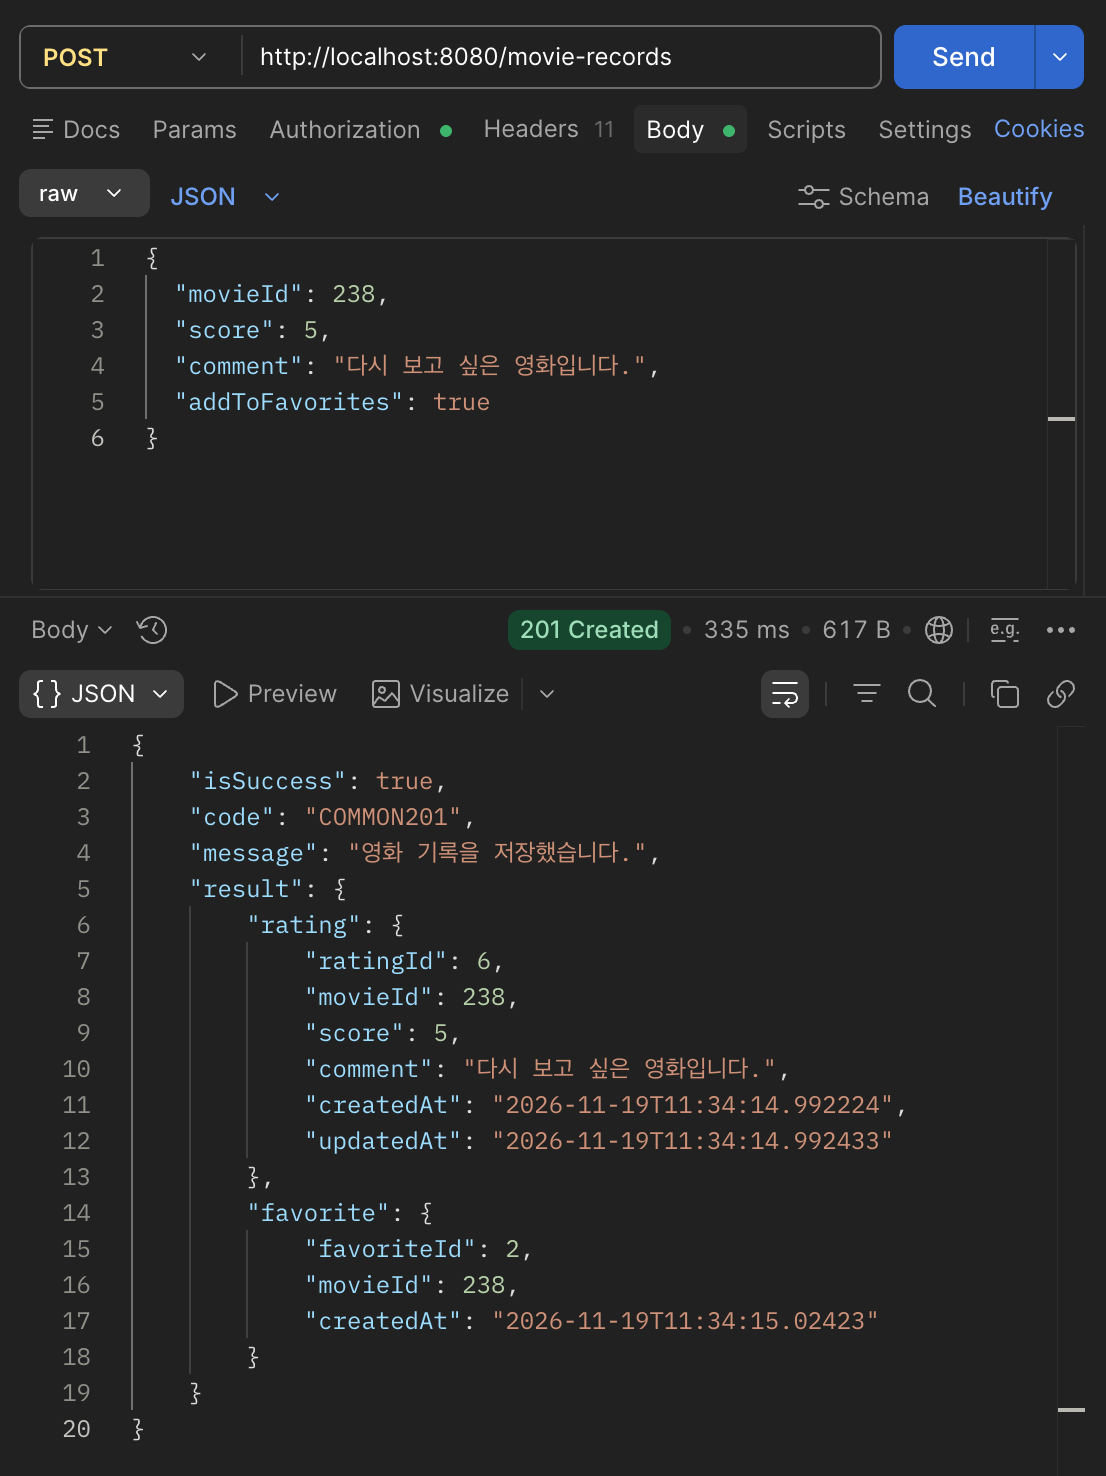 POST http://localhost:8080/movie-records Send
Docs Params Authorization Headers 11 Body Scripts Settings Cookies
raw JSON Schema Beautify
1 {
2 "movieId": 238,
3 "score": 5,
4 "comment": "다시 보고 싶은 영화입니다.",
5 "addToFavorites": true
6 }
Body 201 Created • 335 ms • 617 B • e.g.
{} JSON Preview Visualize
1 {
2 "isSuccess": true,
3 "code": "COMMON201",
4 "message": "영화 기록을 저장했습니다.",
5 "result": {
6 "rating": {
7 "ratingId": 6,
8 "movieId": 238,
9 "score": 5,
10 "comment": "다시 보고 싶은 영화입니다.",
11 "createdAt": "2026-11-19T11:34:14.992224",
12 "updatedAt": "2026-11-19T11:34:14.992433"
13 },
14 "favorite": {
15 "favoriteId": 2,
16 "movieId": 238,
17 "createdAt": "2026-11-19T11:34:15.02423"
18 }
19 }
20 }